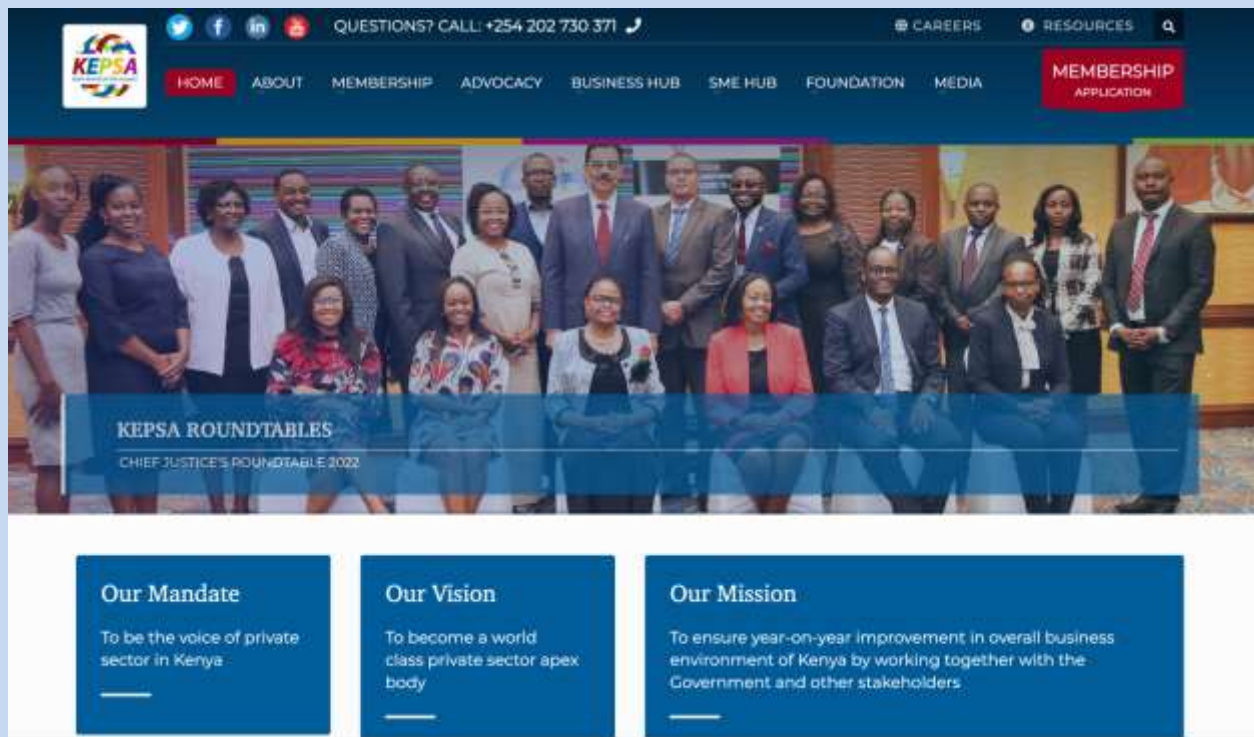 QUESTIONS? CALL: +254 202 730 371
CAREERS
RESOURCES
KEPSA
HOME
ABOUT
MEMBERSHIP
ADVOCACY
BUSINESS HUB
SME HUB
FOUNDATION
MEDIA
MEMBERSHIP
APPLICATION
KEPSA ROUNDTABLES
CHIEF JUSTICE'S ROUNDTABLE 2022
Our Mandate
To be the voice of private
sector in Kenya
Our Vision
To become a world
class private sector apex
body
Our Mission
To ensure year-on-year improvement in overall business
environment of Kenya by working together with the
Government and other stakeholders